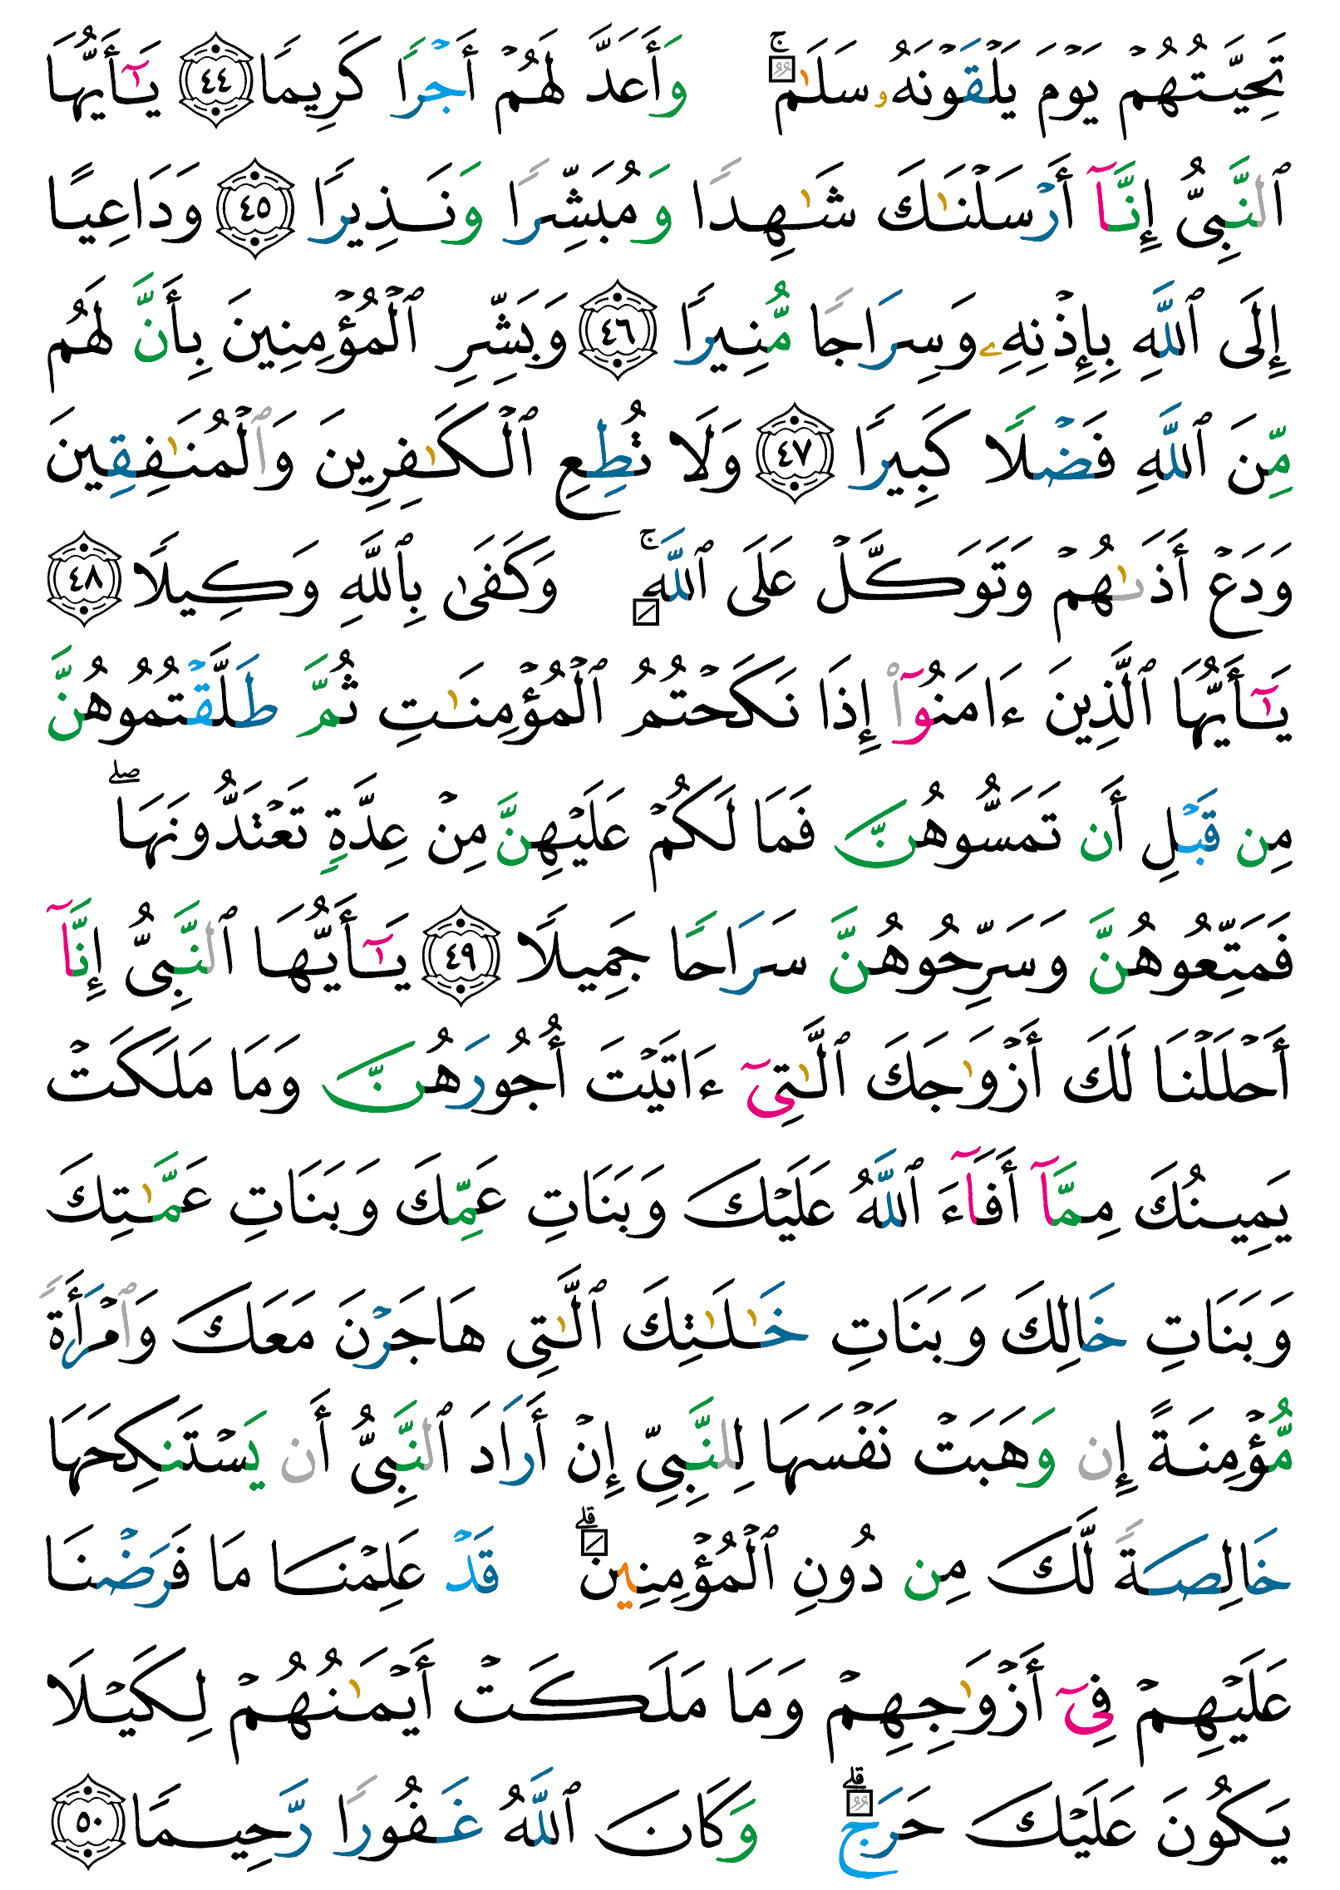 تَحِيَّتُهُمْ يَوْمَ يَلْقَوْنَهُۥ سَلَـٰمٌ ۚ وَأَعَدَّ لَهُمْ أَجْرًا كَرِيمًا ٤٤ يَـٰٓأَيُّهَا
ٱلنَّبِىُّ إِنَّآ أَرْسَلْنَـٰكَ شَـٰهِدًا وَمُبَشِّرًا وَنَذِيرًا ٤٥ وَدَاعِيًا
إِلَى ٱللَّهِ بِإِذْنِهِۦ وَسِرَاجًا مُّنِيرًا ٤٦ وَبَشِّرِ ٱلْمُؤْمِنِينَ بِأَنَّ لَهُم
مِّنَ ٱللَّهِ فَضْلًا كَبِيرًا ٤٧ وَلَا تُطِعِ ٱلْكَـٰفِرِينَ وَٱلْمُنَـٰفِقِينَ
وَدَعْ أَذَىٰهُمْ وَتَوَكَّلْ عَلَى ٱللَّهِ ۚ وَكَفَىٰ بِٱللَّهِ وَكِيلًا ٤٨
يَـٰٓأَيُّهَا ٱلَّذِينَ ءَامَنُوٓا۟ إِذَا نَكَحْتُمُ ٱلْمُؤْمِنَـٰتِ ثُمَّ طَلَّقْتُمُوهُنَّ
مِن قَبْلِ أَن تَمَسُّوهُنَّ فَمَا لَكُمْ عَلَيْهِنَّ مِنْ عِدَّةٍ تَعْتَدُّونَهَا ۖ
فَمَتِّعُوهُنَّ وَسَرِّحُوهُنَّ سَرَاحًا جَمِيلًا ٤٩ يَـٰٓأَيُّهَا ٱلنَّبِىُّ إِنَّآ
أَحْلَلْنَا لَكَ أَزْوَٰجَكَ ٱلَّـٰتِىٓ ءَاتَيْتَ أُجُورَهُنَّ وَمَا مَلَكَتْ
يَمِينُكَ مِمَّآ أَفَآءَ ٱللَّهُ عَلَيْكَ وَبَنَاتِ عَمِّكَ وَبَنَاتِ عَمَّـٰتِكَ
وَبَنَاتِ خَالِكَ وَبَنَاتِ خَـٰلَـٰتِكَ ٱلَّـٰتِى هَاجَرْنَ مَعَكَ وَٱمْرَأَةً
مُّؤْمِنَةً إِن وَهَبَتْ نَفْسَهَا لِلنَّبِىِّ إِنْ أَرَادَ ٱلنَّبِىُّ أَن يَسْتَنكِحَهَا
خَالِصَةً لَّكَ مِن دُونِ ٱلْمُؤْمِنِينَ ۗ قَدْ عَلِمْنَا مَا فَرَضْنَا
عَلَيْهِمْ فِىٓ أَزْوَٰجِهِمْ وَمَا مَلَكَتْ أَيْمَـٰنُهُمْ لِكَيْلَا
يَكُونَ عَلَيْكَ حَرَجٌ ۗ وَكَانَ ٱللَّهُ غَفُورًا رَّحِيمًا ٥٠